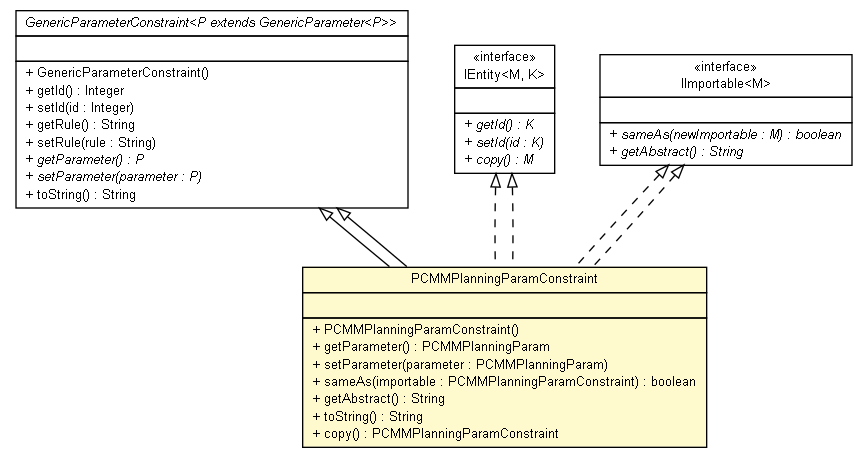 GenericParameterConstraint<P extends GenericParameter<P>>
+ GenericParameterConstraint()
+ getId() : Integer
+ setId(id : Integer)
+ getRule() : String
+ setRule(rule : String)
+ getParameter() : P
+ setParameter(parameter : P)
+ toString() : String
«interface»
IEntity<M, K>
+ getId() : K
+ setId(id : K)
+ copy() : M
«interface»
IImportable<M>
+ sameAs(newImportable : M) : boolean
+ getAbstract() : String
PCMMPlanningParamConstraint
+ PCMMPlanningParamConstraint()
+ getParameter() : PCMMPlanningParam
+ setParameter(parameter : PCMMPlanningParam)
+ sameAs(importable : PCMMPlanningParamConstraint) : boolean
+ getAbstract() : String
+ toString() : String
+ copy() : PCMMPlanningParamConstraint